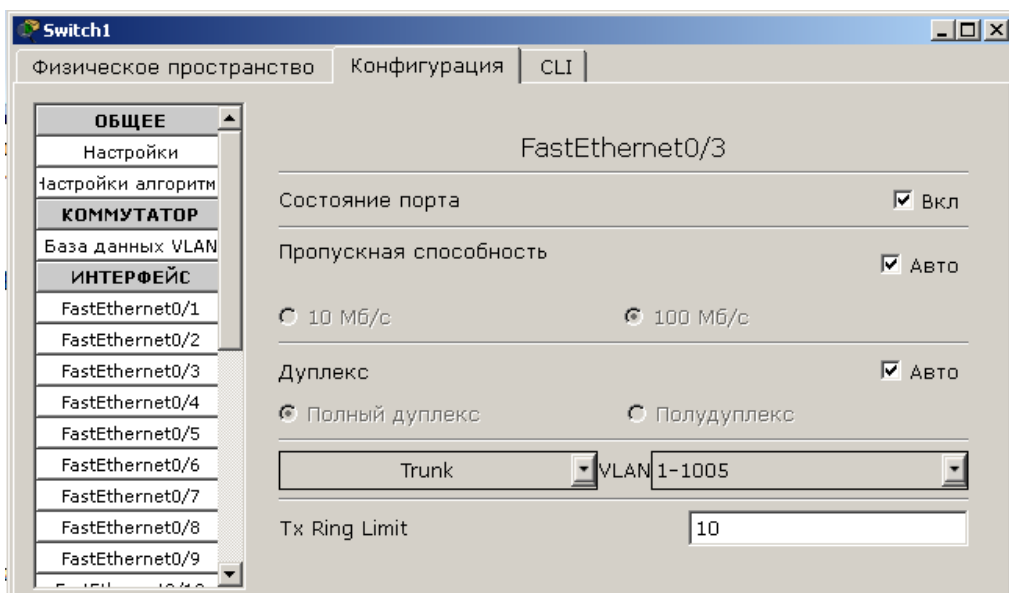 Switch1
Физическое пространство Конфигурация CLI
ОБЩЕЕ
Настройки
Настройки алгоритм
КОММУТАТОР
База данных VLAN
ИНТЕРФЕЙС
FastEthernet0/1
FastEthernet0/2
FastEthernet0/3
FastEthernet0/4
FastEthernet0/5
FastEthernet0/6
FastEthernet0/7
FastEthernet0/8
FastEthernet0/9
FastEthernet0/3
Состояние порта Вкл
Пропускная способность Авто
10 Мб/с 100 Мб/с
Дуплекс Авто
Полный дуплекс Полудуплекс
Trunk VLAN 1-1005
Tx Ring Limit 10